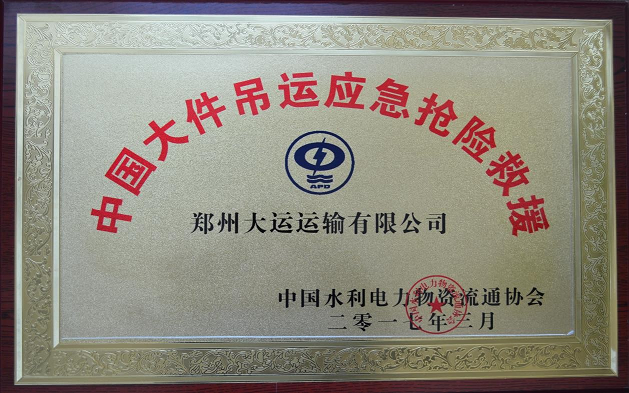 中国大件吊运应急抢险救援
APD
郑州大运运输有限公司
中国水利电力物资流通协会
二零一七年三月